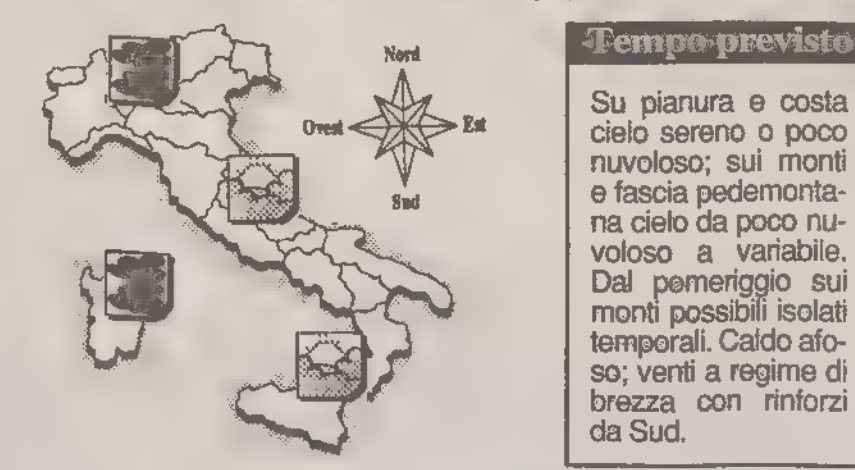 Nord
Ovest
Est
Sud
Tempo previsto
Su pianura e costa
cielo sereno o poco
nuvoloso; sui monti
e fascia pedemonta-
na cielo da poco nu-
voloso a variabile.
Dal pomeriggio sui
monti possibili isolati
temporali. Caldo afo-
so; venti a regime di
brezza con rinforzi
da Sud.